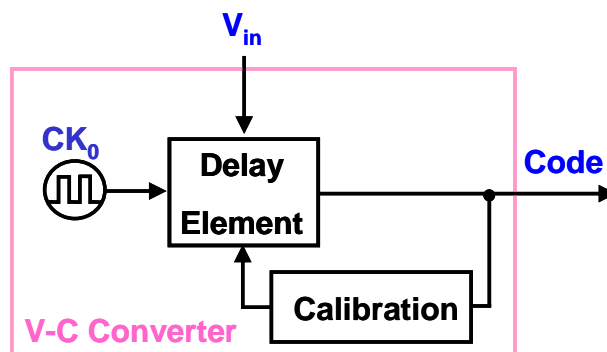 V_in
CK_0
Delay
Element
Code
Calibration
V-C Converter